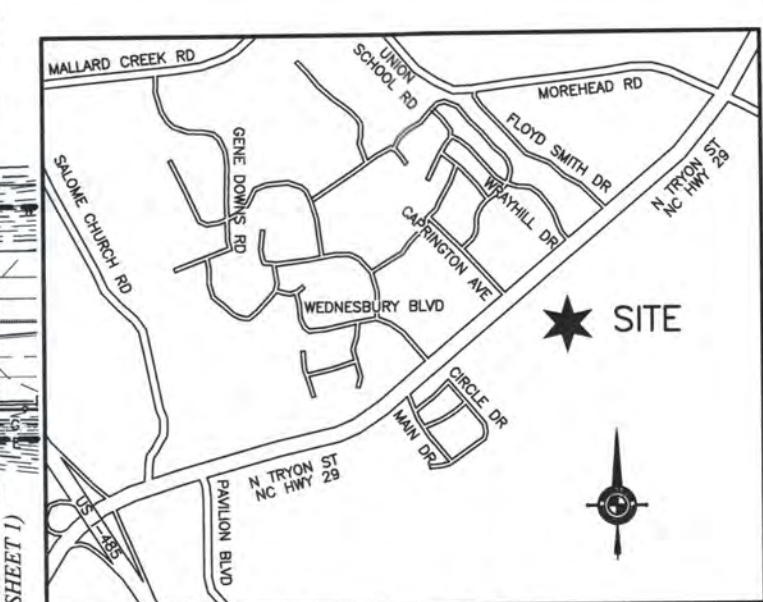 MALLARD CREEK RD
UNION
SCHOOL RD
MOREHEAD RD
GENE DOWNS RD
FLOYD SMITH DR
N TRYON ST
NC HWY 29
SALOME CHURCH RD
WRAYHILL DR
CAPRINGTON AVE
WEDNESBURY BLVD
SITE
CIRCLE DR
MAIN DR
N TRYON ST
NC HWY 29
PAVILION BLVD
US I-485
SHEET 1)